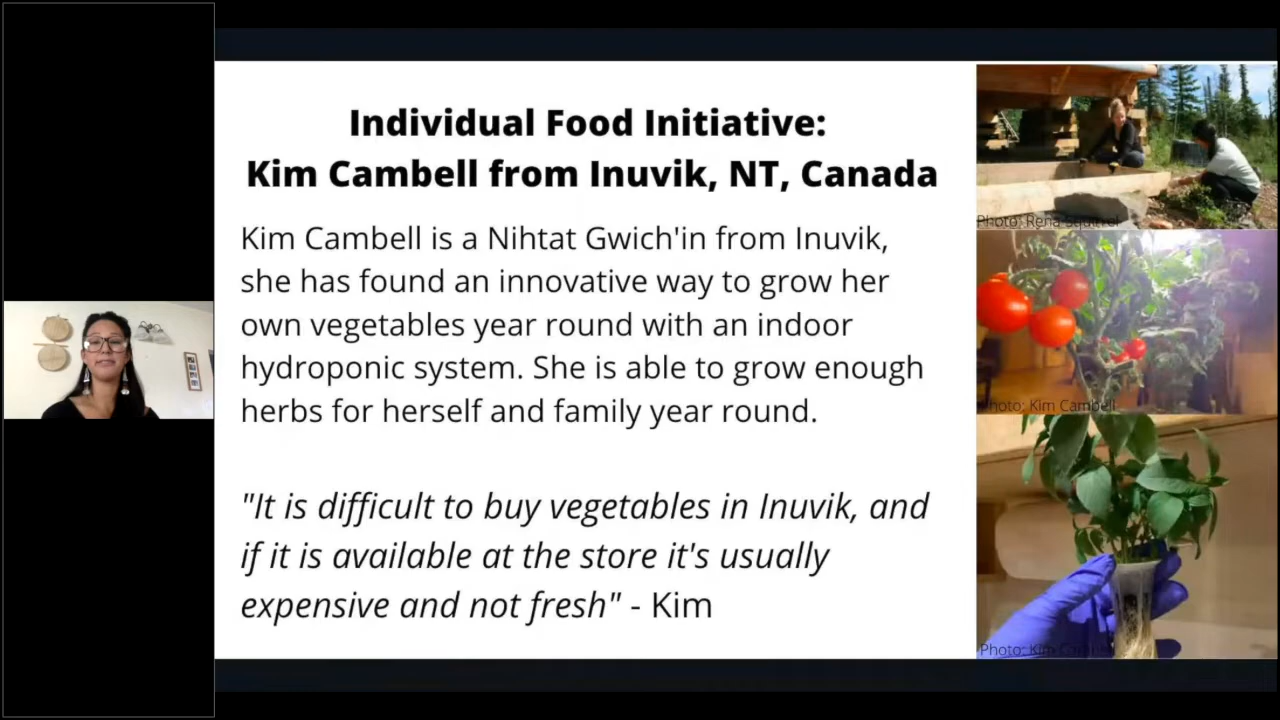 Individual Food Initiative:
Kim Cambell from Inuvik, NT, Canada
Kim Cambell is a Nihtat Gwich'in from Inuvik,
she has found an innovative way to grow her
own vegetables year round with an indoor
hydroponic system. She is able to grow enough
herbs for herself and family year round.
"It is difficult to buy vegetables in Inuvik, and
if it is available at the store it's usually
expensive and not fresh" - Kim
Photo: Rena Squirrel
Photo: Kim Cambell
Photo: Kim Cambell